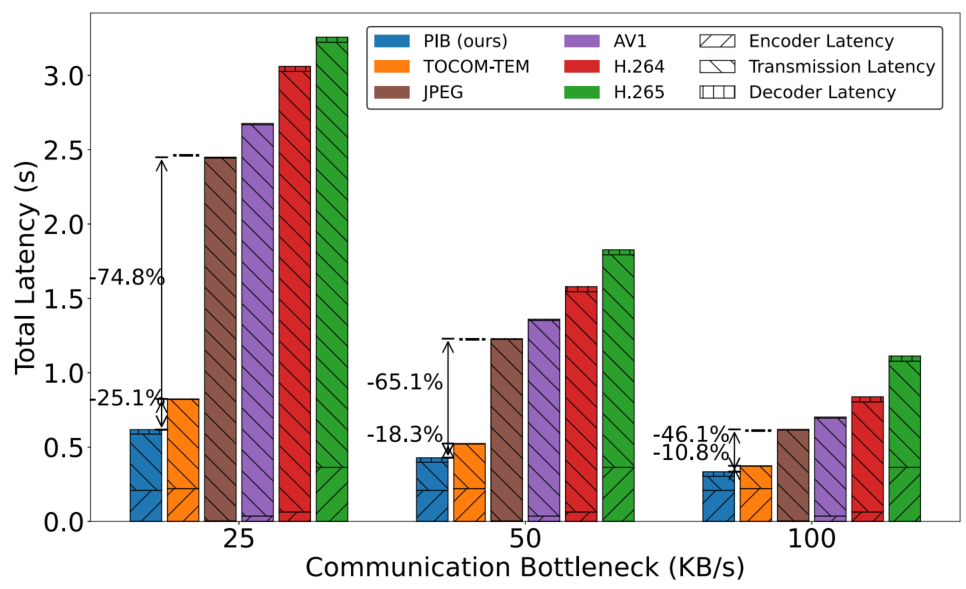 PIB (ours)
TOCOM-TEM
JPEG
AV1
H.264
H.265
Encoder Latency
Transmission Latency
Decoder Latency
Total Latency (s)
3.0
2.5
2.0
1.5
1.0
0.5
0.0
-74.8%
-25.1%
-65.1%
-18.3%
-46.1%
-10.8%
25
50
100
Communication Bottleneck (KB/s)